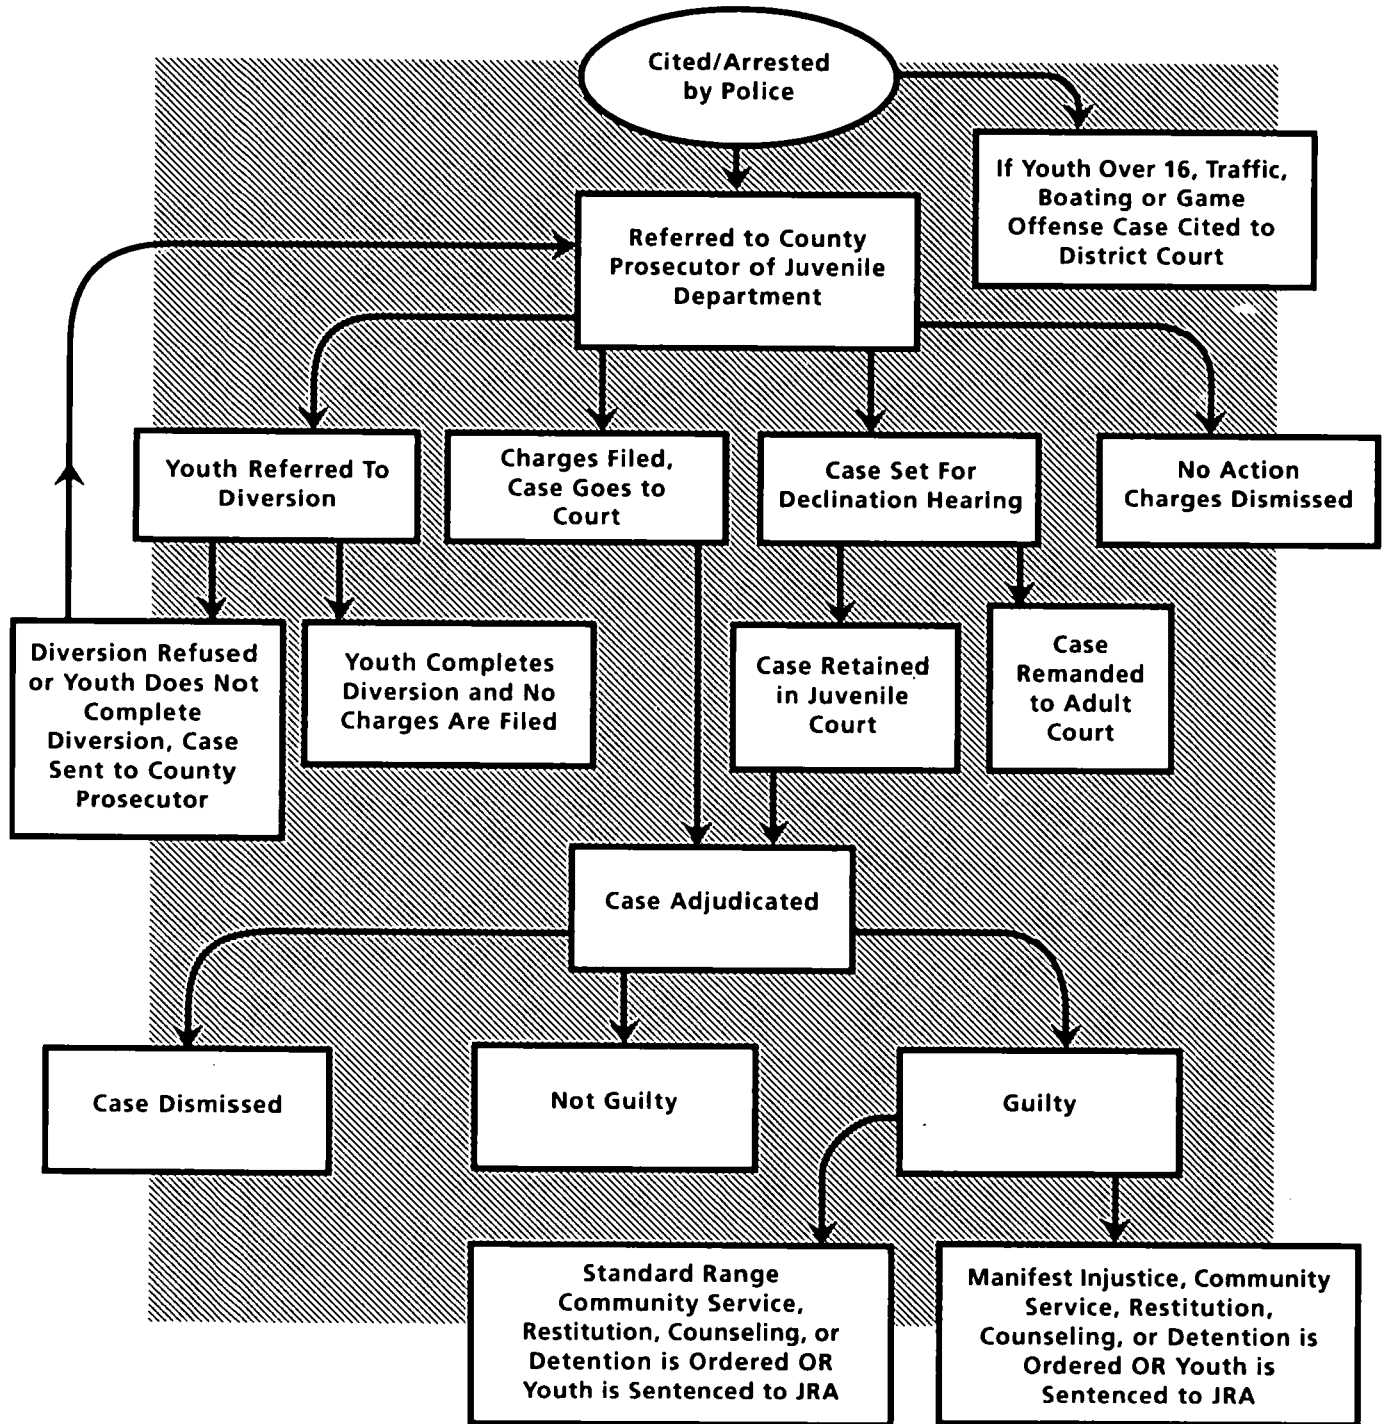 Cited/Arrested
by Police
If Youth Over 16, Traffic,
Boating or Game
Offense Case Cited to
District Court
Referred to County
Prosecutor of Juvenile
Department
Youth Referred To
Diversion
Charges Filed,
Case Goes to
Court
Case Set For
Declination Hearing
No Action
Charges Dismissed
Diversion Refused
or Youth Does Not
Complete
Diversion, Case
Sent to County
Prosecutor
Youth Completes
Diversion and No
Charges Are Filed
Case Retained
in Juvenile
Court
Case
Remanded
to Adult
Court
Case Adjudicated
Case Dismissed
Not Guilty
Guilty
Standard Range
Community Service,
Restitution, Counseling, or
Detention is Ordered OR
Youth is Sentenced to JRA
Manifest Injustice, Community
Service, Restitution,
Counseling, or Detention is
Ordered OR Youth is
Sentenced to JRA